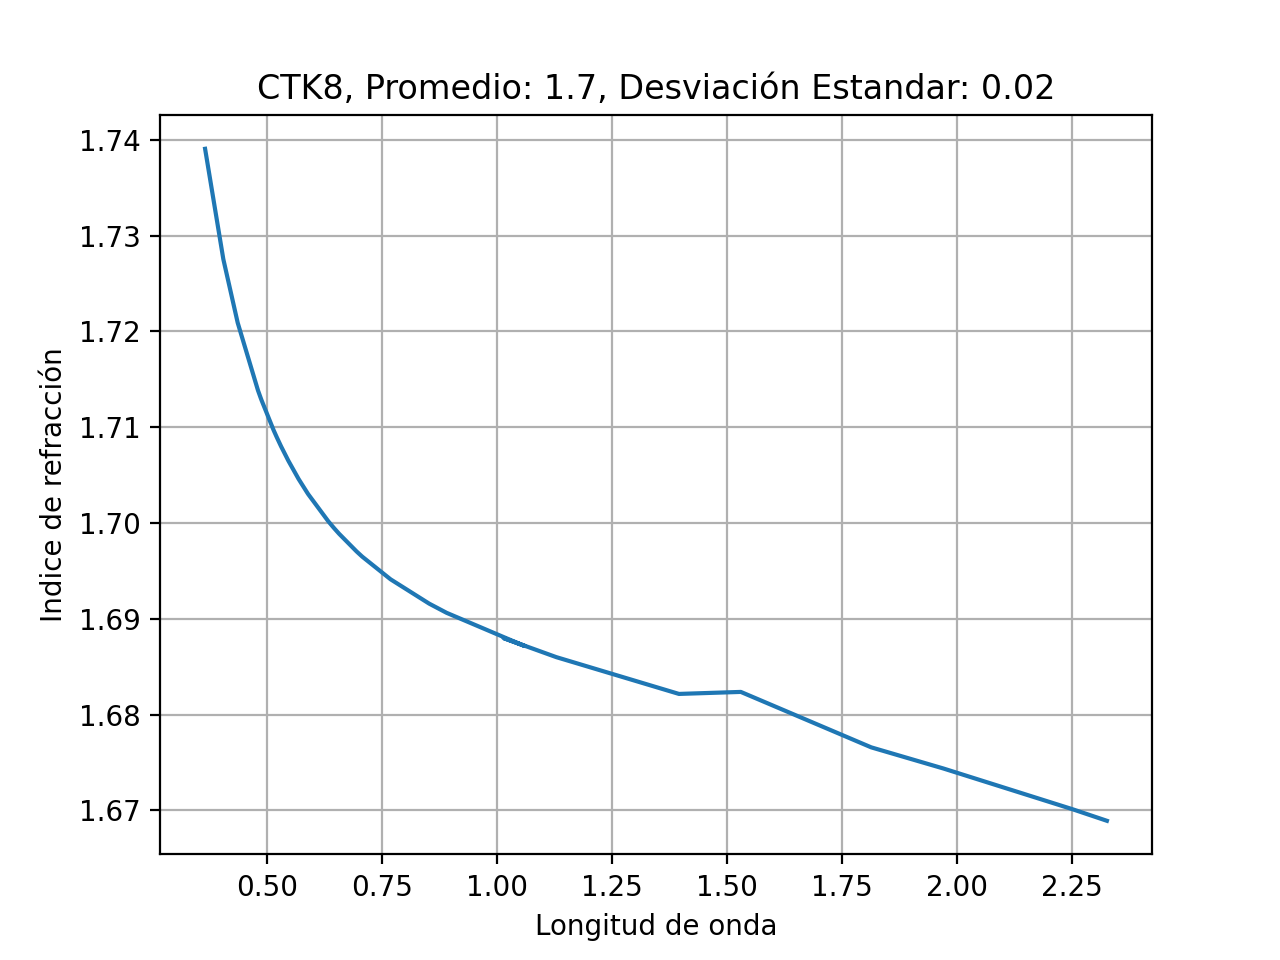 CTK8, Promedio: 1.7, Desviación Estandar: 0.02
Indice de refracción
1.74
1.73
1.72
1.71
1.70
1.69
1.68
1.67
0.50 0.75 1.00 1.25 1.50 1.75 2.00 2.25
Longitud de onda